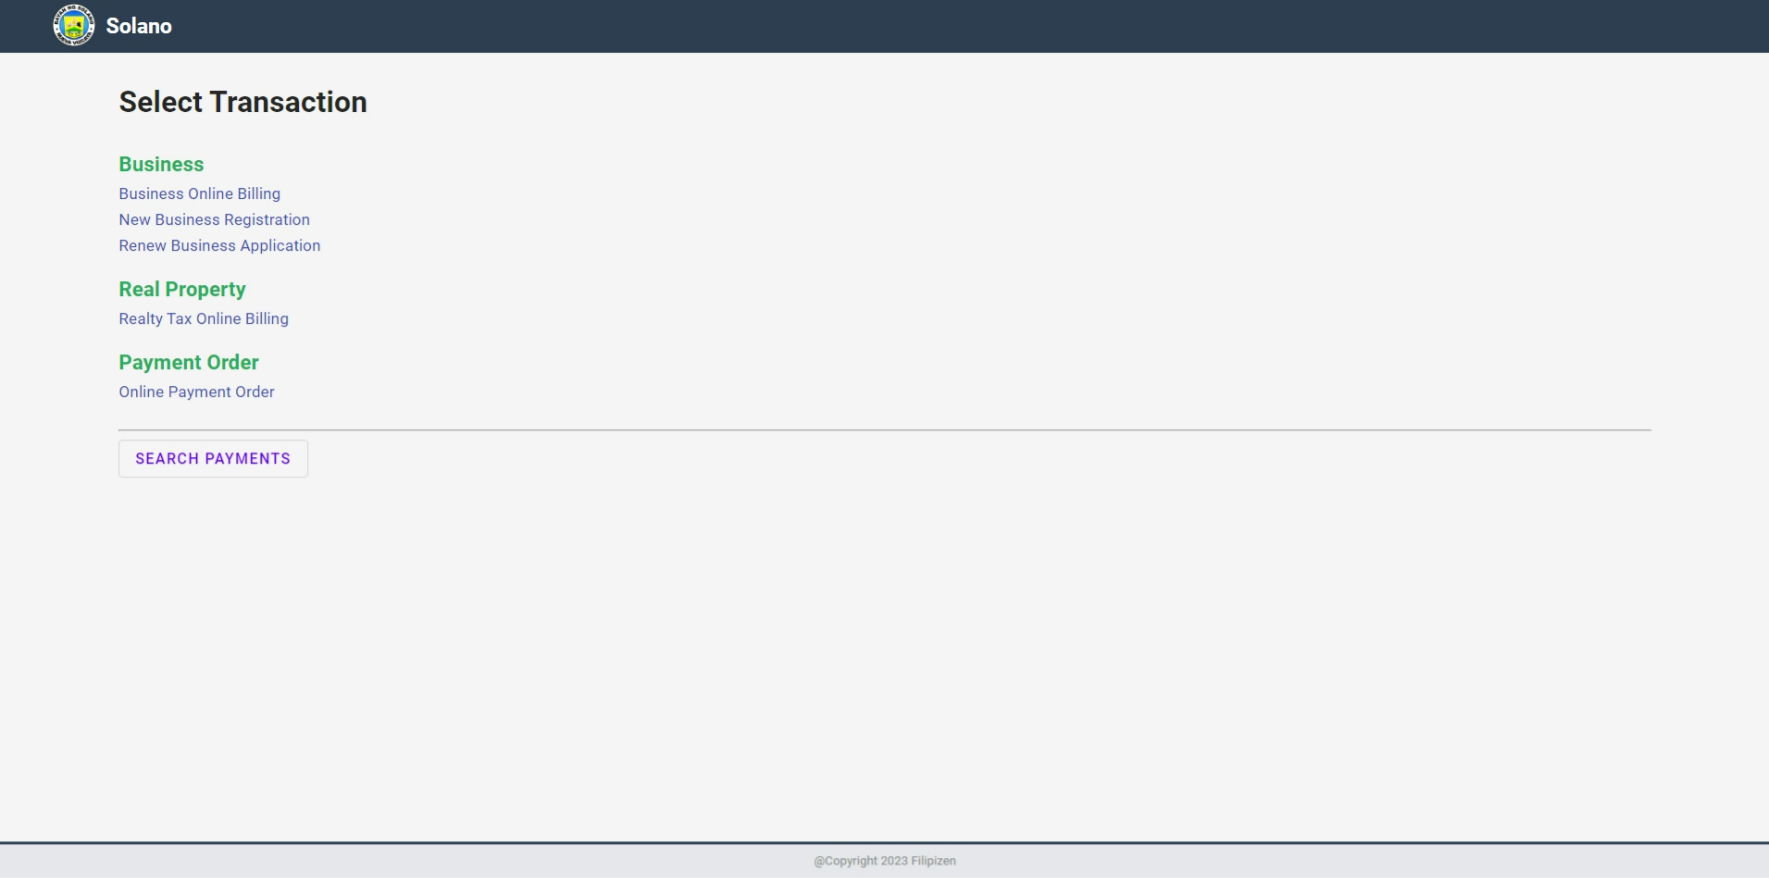 Solano
Select Transaction
Business
Business Online Billing
New Business Registration
Renew Business Application
Real Property
Realty Tax Online Billing
Payment Order
Online Payment Order
SEARCH PAYMENTS
@Copyright 2023 Filipizen